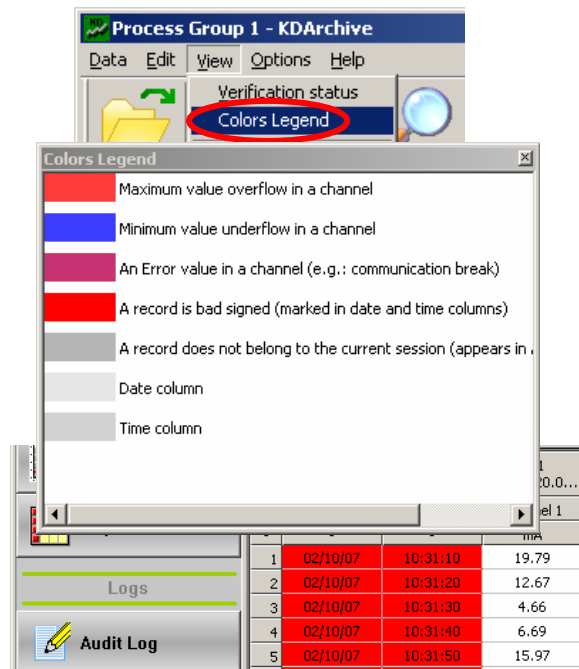 Process Group 1 - KDArchive
Data Edit View Options Help
Verification status
Colors Legend
Colors Legend
Maximum value overflow in a channel
Minimum value underflow in a channel
An Error value in a channel (e.g.: communication break)
A record is bad signed (marked in date and time columns)
A record does not belong to the current session (appears in
Date column
Time column
20.0...
el 1
mA
1 02/10/07 10:31:10 19.79
2 02/10/07 10:31:20 12.67
3 02/10/07 10:31:30 4.66
4 02/10/07 10:31:40 6.69
5 02/10/07 10:31:50 15.97
Logs
Audit Log